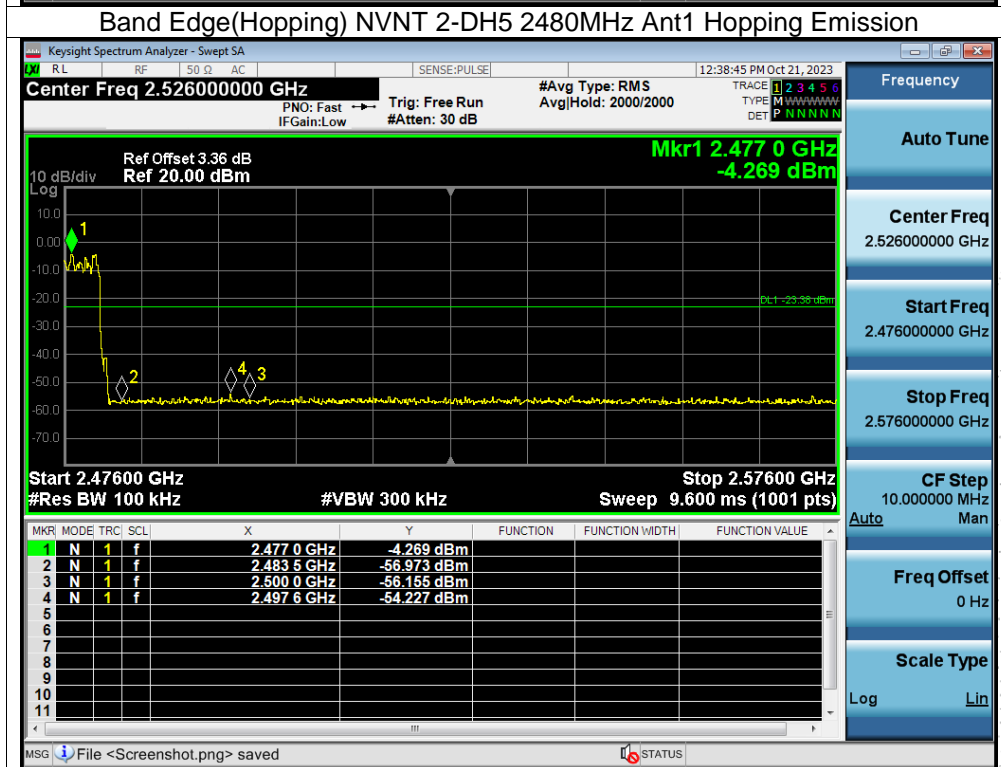 Band Edge(Hopping) NVNT 2-DH5 2480MHz Ant1 Hopping Emission
Keysight Spectrum Analyzer - Swept SA
LXI RL RF 50 Ω AC SENSE:PULSE 12:38:45 PM Oct 21, 2023
Center Freq 2.526000000 GHz #Avg Type: RMS TRACE 1 2 3 4 5 6
PNO: Fast Trig: Free Run Avg|Hold: 2000/2000 TYPE M WWWWW
IFGain:Low #Atten: 30 dB DET P N N N N N
Mkr1 2.477 0 GHz
-4.269 dBm
Ref Offset 3.36 dB
10 dB/div Ref 20.00 dBm
Log
10.0
0.00
-10.0
-20.0
-30.0
-40.0
-50.0
-60.0
-70.0
1
2
4
3
DL1 -23.38 dBm
Start 2.47600 GHz Stop 2.57600 GHz
#Res BW 100 kHz #VBW 300 kHz Sweep 9.600 ms (1001 pts)
MKR MODE TRC SCL X Y FUNCTION FUNCTION WIDTH FUNCTION VALUE
1 N 1 f 2.477 0 GHz -4.269 dBm
2 N 1 f 2.483 5 GHz -56.973 dBm
3 N 1 f 2.500 0 GHz -56.155 dBm
4 N 1 f 2.497 6 GHz -54.227 dBm
5
6
7
8
9
10
11
MSG File <Screenshot.png> saved STATUS
Frequency
Auto Tune
Center Freq
2.526000000 GHz
Start Freq
2.476000000 GHz
Stop Freq
2.576000000 GHz
CF Step
10.000000 MHz
Auto Man
Freq Offset
0 Hz
Scale Type
Log Lin